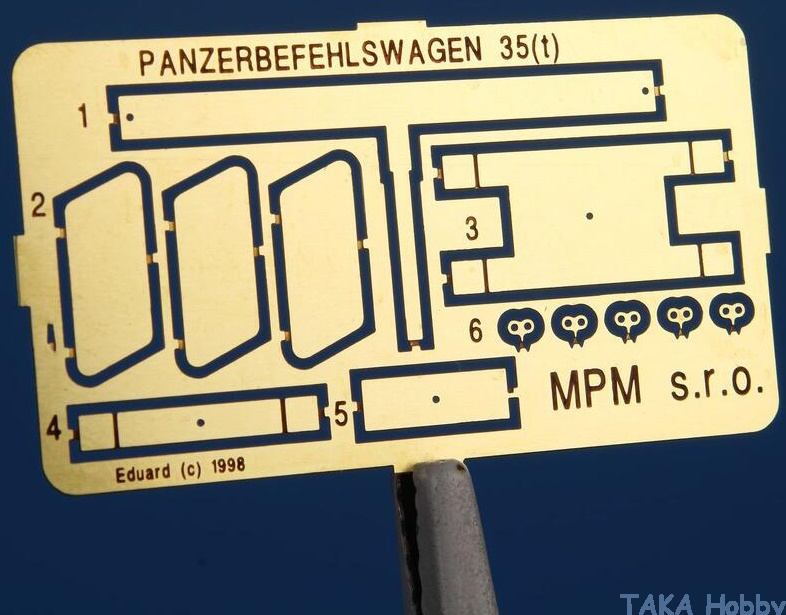 PANZERBEFEHLSWAGEN 35(t)
1
2
3
6
MPM s.r.o.
4
5
Eduard (c) 1998
TAKA Hobby